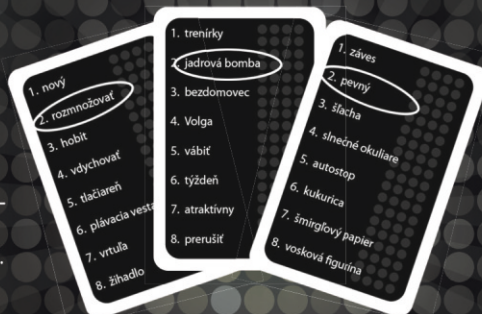 1. nový
2. rozmnožovať
3. hobit
4. vdychovať
5. tlačiareň
6. plávacia vesta
7. vrtuľa
8. žihadlo
1. trenírky
2. jadrová bomba
3. bezdomovec
4. Volga
5. vábiť
6. týždeň
7. atraktívny
8. prerušiť
1. záves
2. pevný
3. šľacha
4. slnečné okuliare
5. autostop
6. kukurica
7. šmirgľový papier
8. vosková figurína